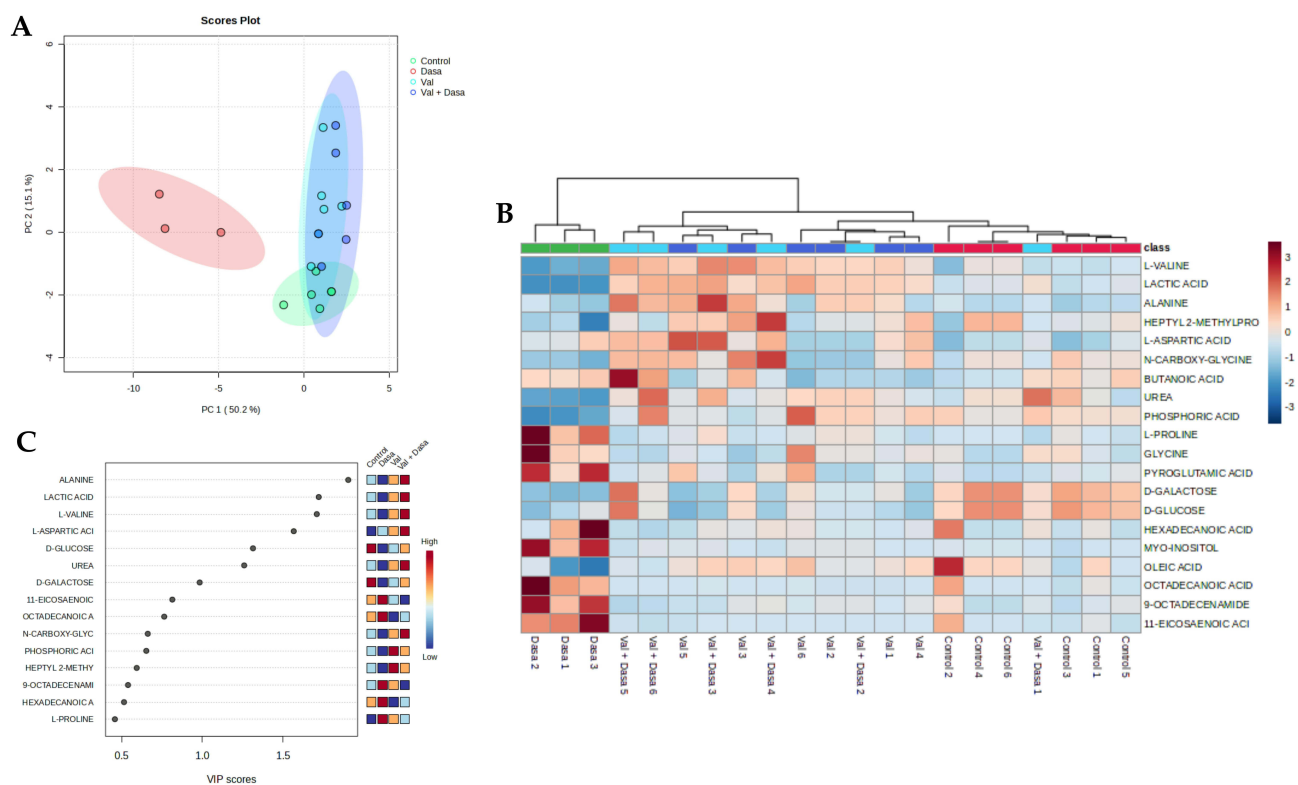 A
Scores Plot
PC 2 ( 15.1 %)
6
4
2
0
-2
-4
-10
-5
0
5
PC 1 ( 50.2 %)
Control
Dasa
Val
Val + Dasa
B
class
L-VALINE
LACTIC ACID
ALANINE
HEPTYL 2-METHYLPRO
L-ASPARTIC ACID
N-CARBOXY-GLYCINE
BUTANOIC ACID
UREA
PHOSPHORIC ACID
L-PROLINE
GLYCINE
PYROGLUTAMIC ACID
D-GALACTOSE
D-GLUCOSE
HEXADECANOIC ACID
MYO-INOSITOL
OLEIC ACID
OCTADECANOIC ACID
9-OCTADECENAMIDE
11-EICOSAENOIC ACI
Dasa 2
Dasa 1
Dasa 3
Val + Dasa 5
Val + Dasa 6
Val 5
Val + Dasa 3
Val 3
Val + Dasa 4
Val 6
Val 2
Val + Dasa 2
Val 1
Val 4
Control 2
Control 4
Control 6
Val + Dasa 1
Control 3
Control 1
Control 5
3
2
1
0
-1
-2
-3
C
Control
Dasa
Val
Val + Dasa
ALANINE
LACTIC ACID
L-VALINE
L-ASPARTIC ACI
D-GLUCOSE
UREA
D-GALACTOSE
11-EICOSAENOIC
OCTADECANOIC A
N-CARBOXY-GLYC
PHOSPHORIC ACI
HEPTYL 2-METHY
9-OCTADECENAMI
HEXADECANOIC A
L-PROLINE
0.5
1.0
1.5
VIP scores
High
Low